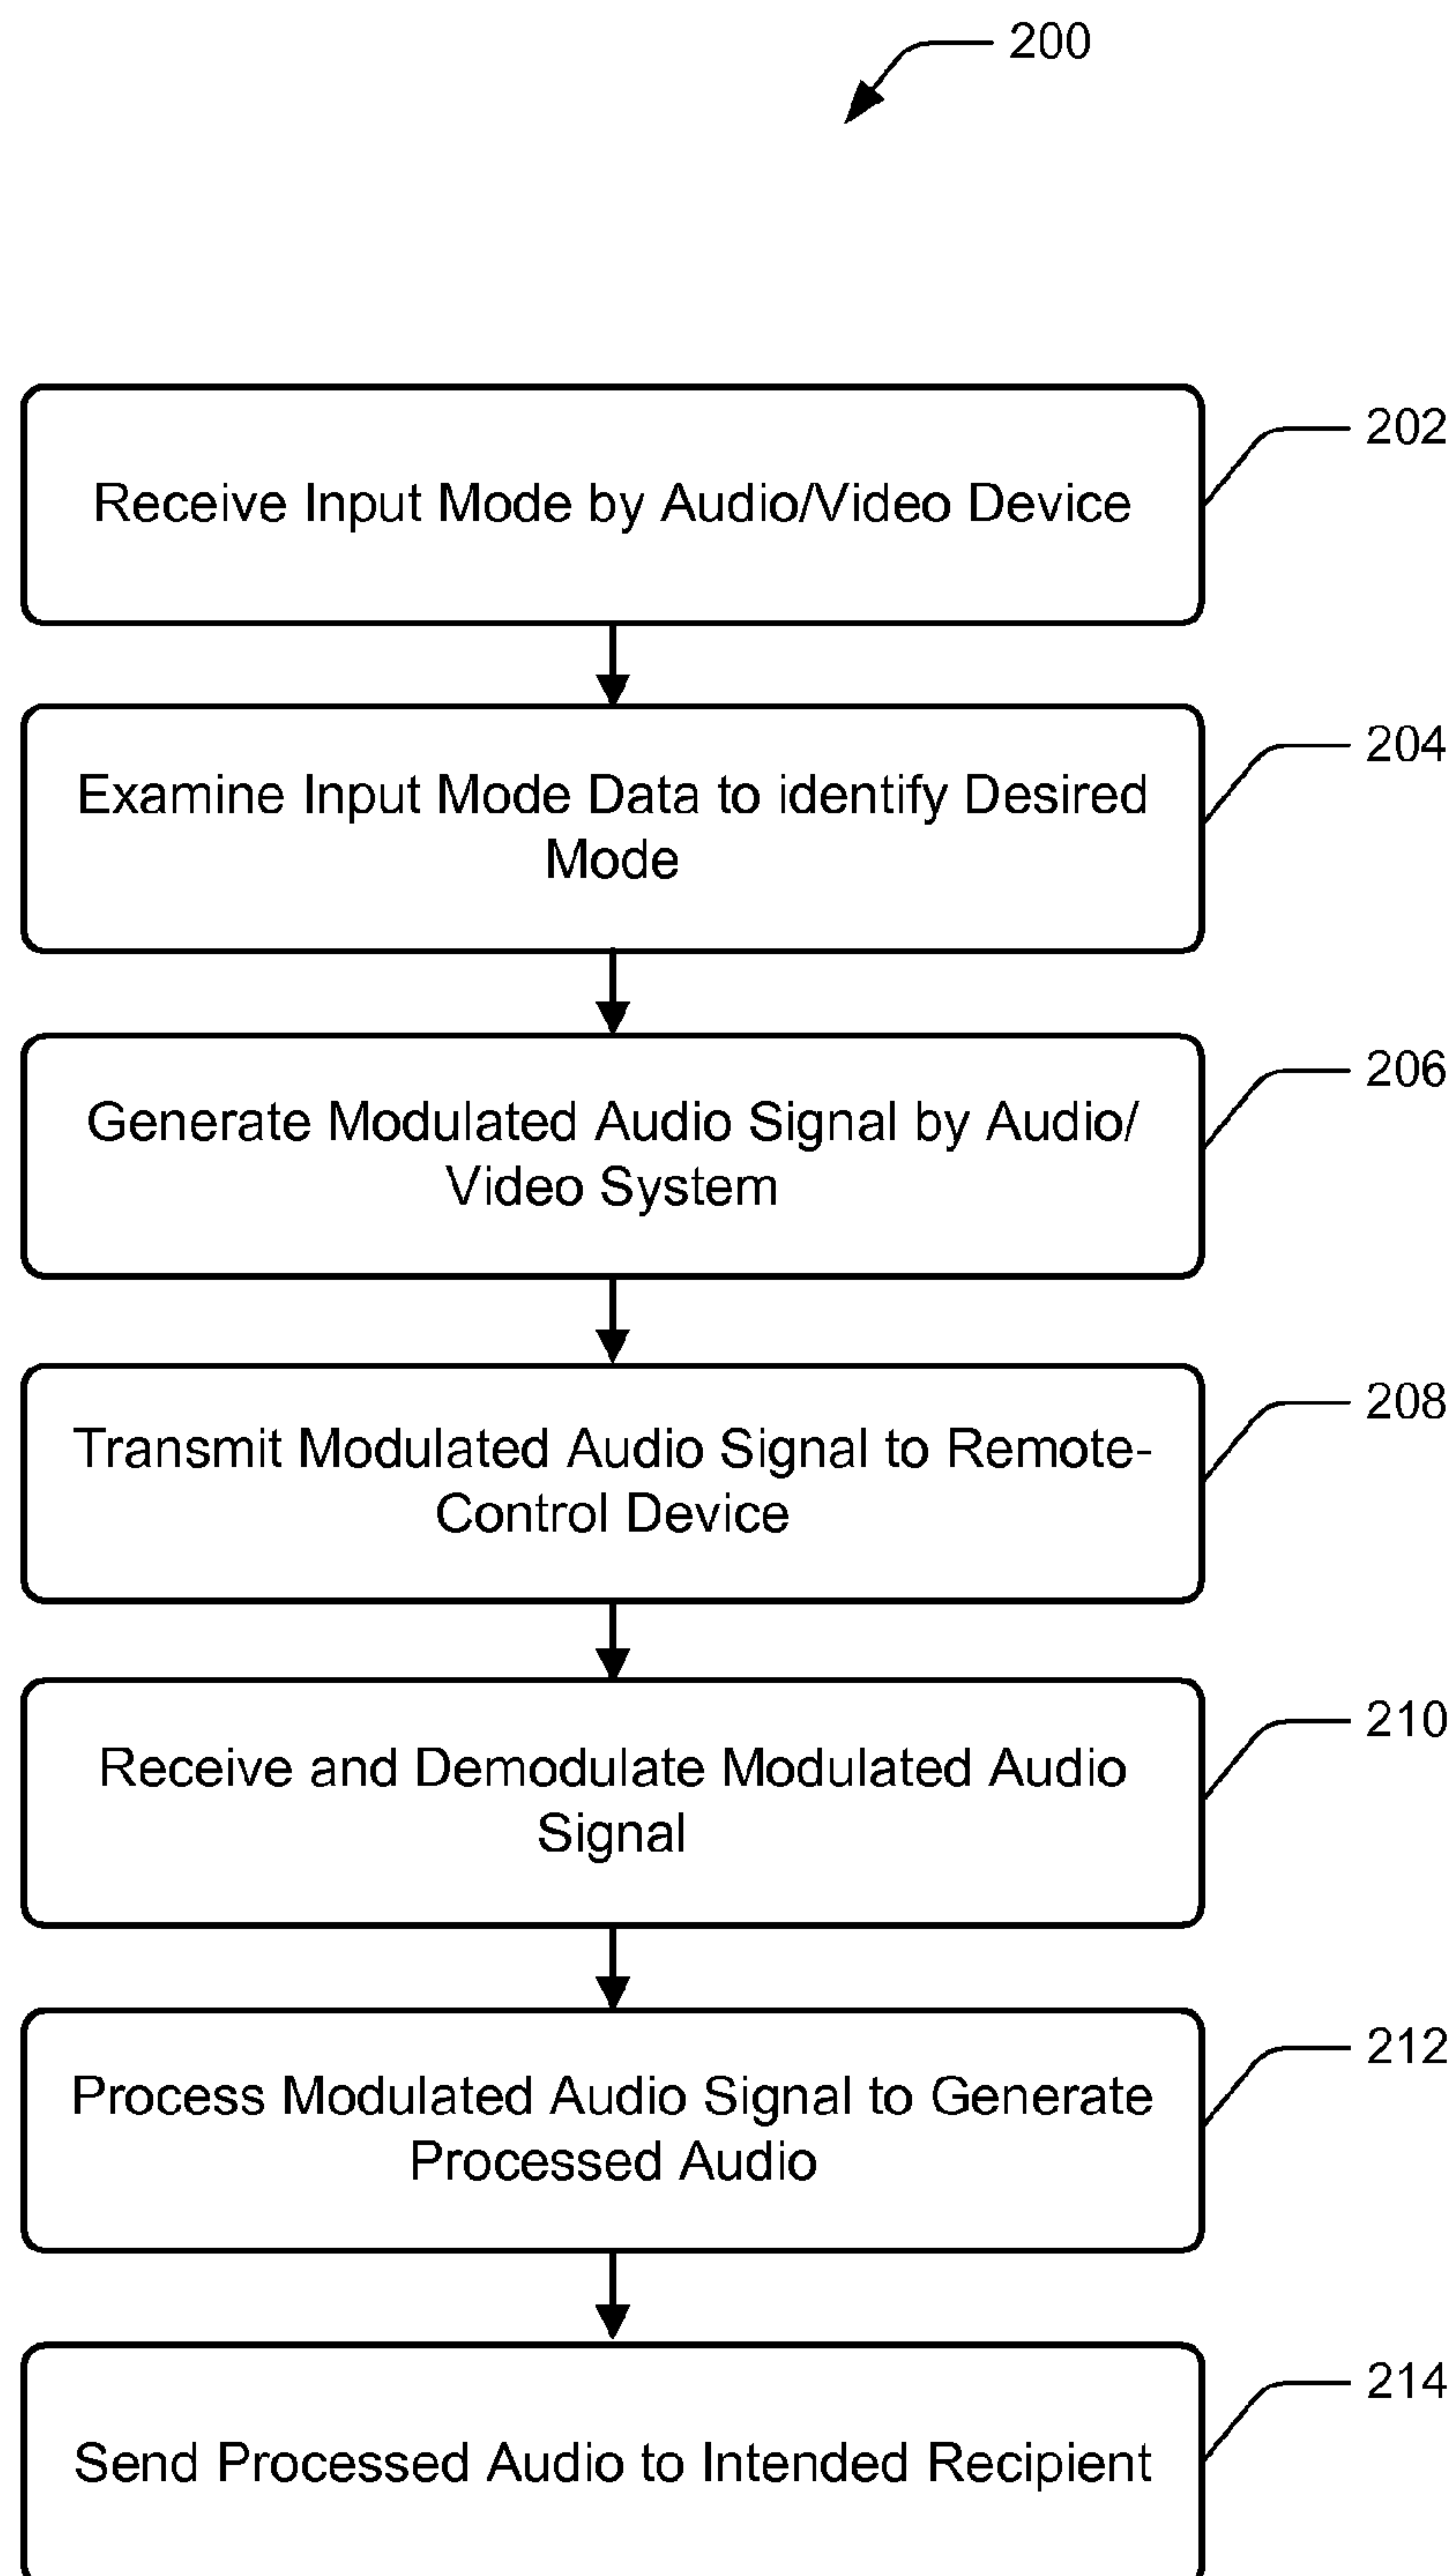 200
Receive Input Mode by Audio/Video Device
202
Examine Input Mode Data to identify Desired
Mode
204
Generate Modulated Audio Signal by Audio/
Video System
206
Transmit Modulated Audio Signal to Remote-
Control Device
208
Receive and Demodulate Modulated Audio
Signal
210
Process Modulated Audio Signal to Generate
Processed Audio
212
Send Processed Audio to Intended Recipient
214